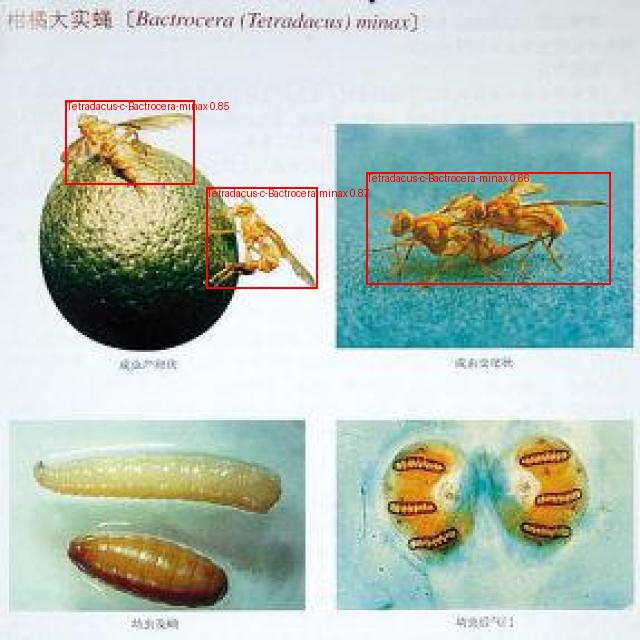 柑橘大实蝇〔Bactrocera (Tetradacus) minax〕
Tetradacus-c-Bactrocera-minax 0.85
Tetradacus-c-Bactrocera-minax 0.66
Tetradacus-c-Bactrocera-minax 0.87
成虫产卵状
成虫交尾状
幼虫及蛹
幼虫后气门